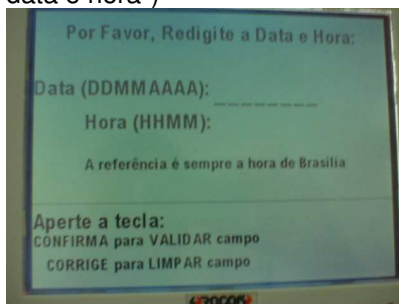 data e hora )
Por Favor, Redigite a Data e Hora:
Data (DDMMAAAA): ________
Hora (HHMM):
A referência é sempre a hora de Brasília
Aperte a tecla:
CONFIRMA para VALIDAR campo
CORRIGE para LIMPAR campo